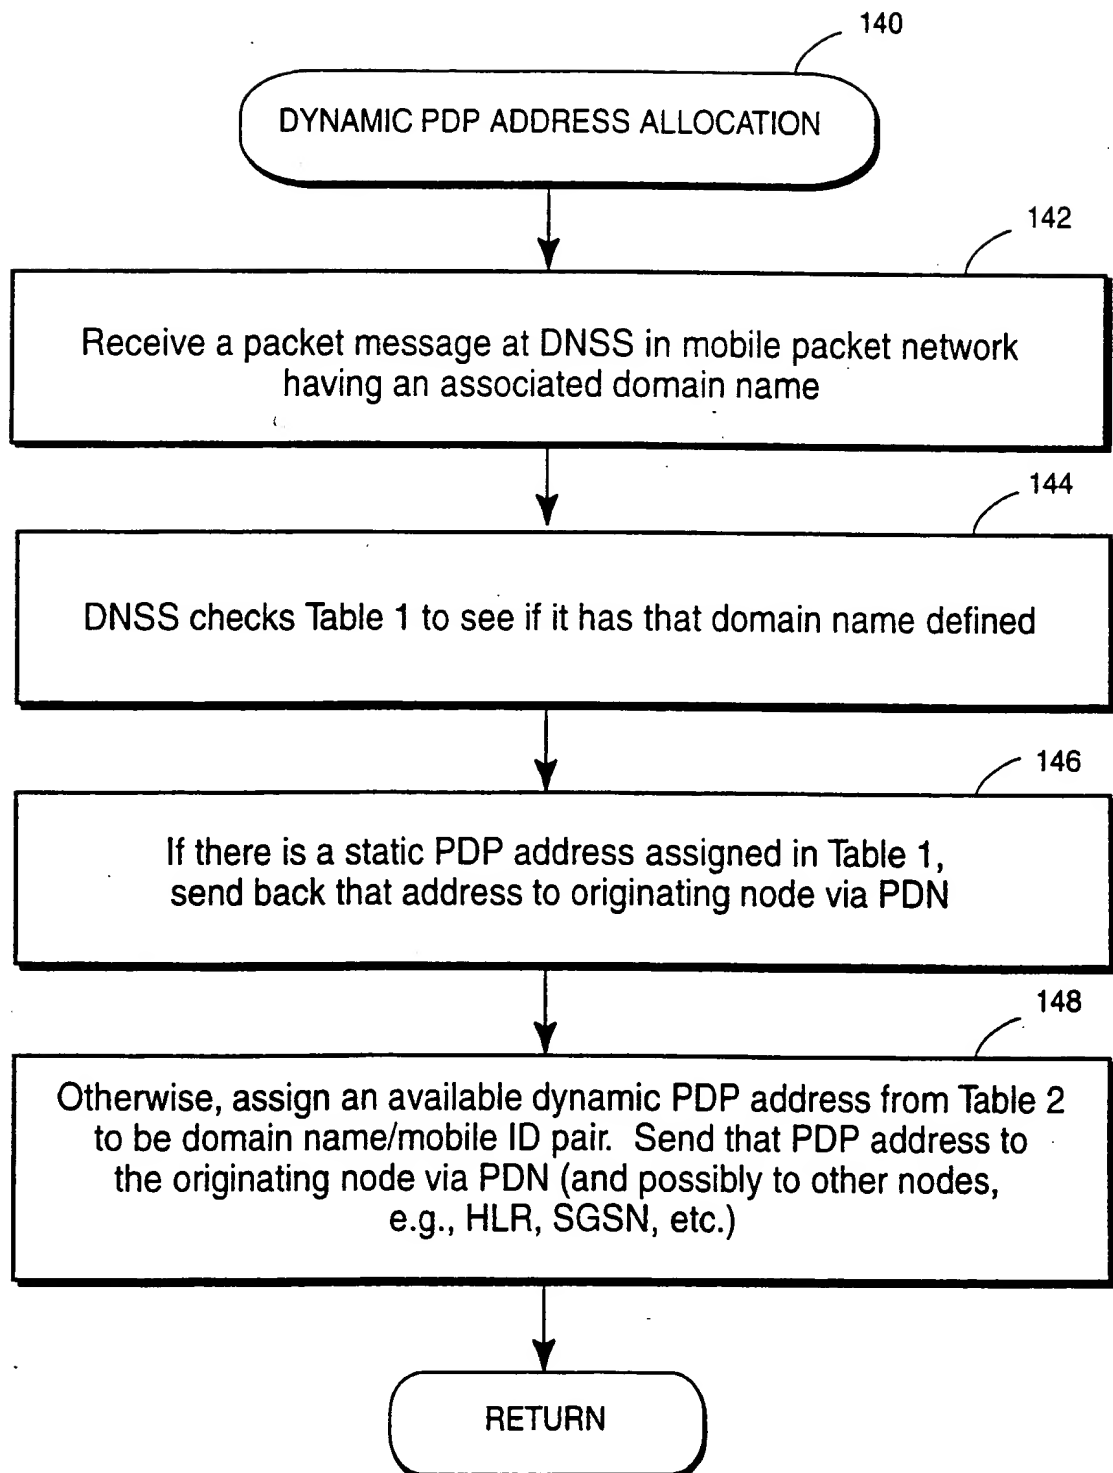 140
DYNAMIC PDP ADDRESS ALLOCATION
142
Receive a packet message at DNSS in mobile packet network
having an associated domain name
144
DNSS checks Table 1 to see if it has that domain name defined
146
If there is a static PDP address assigned in Table 1,
send back that address to originating node via PDN
148
Otherwise, assign an available dynamic PDP address from Table 2
to be domain name/mobile ID pair. Send that PDP address to
the originating node via PDN (and possibly to other nodes,
e.g., HLR, SGSN, etc.)
RETURN